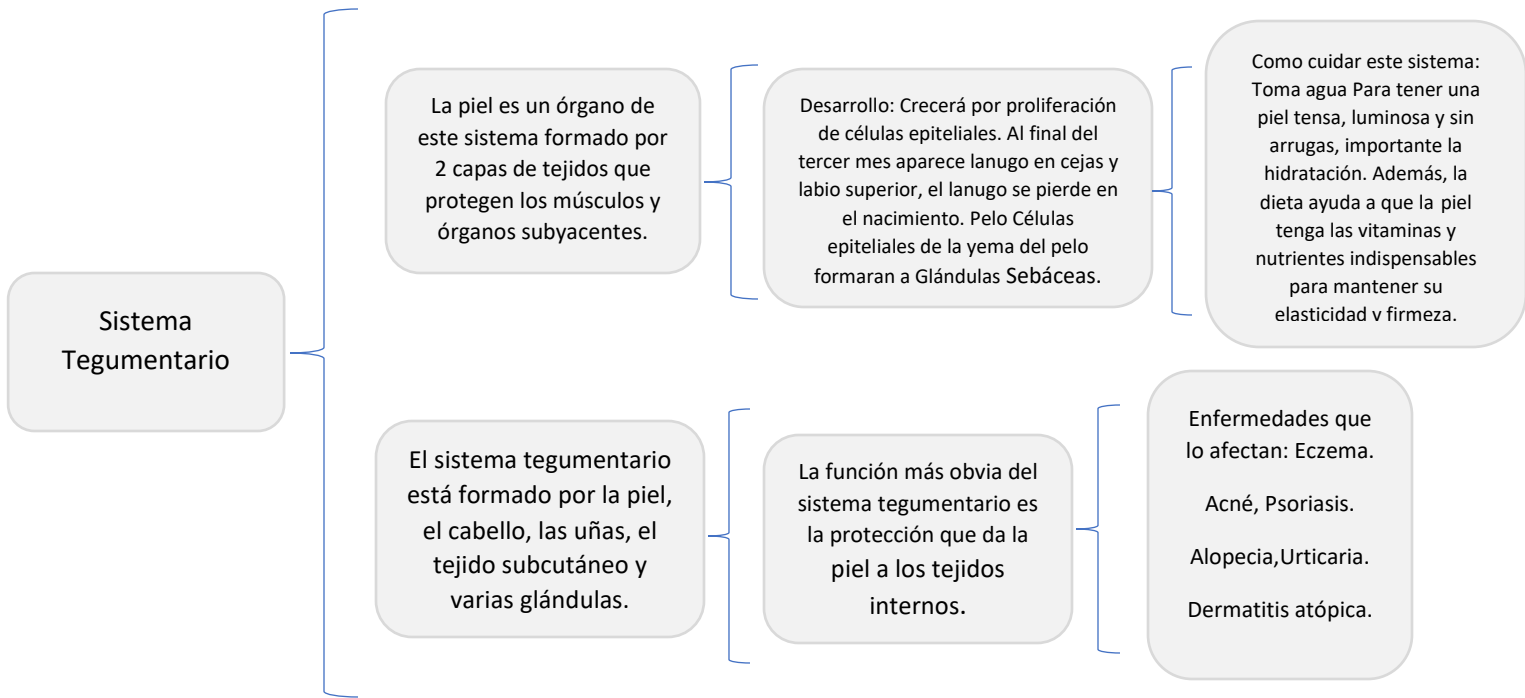 Sistema
Tegumentario
La piel es un órgano de
este sistema formado por
2 capas de tejidos que
protegen los músculos y
órganos subyacentes.
Desarrollo: Crecerá por proliferación
de células epiteliales. Al final del
tercer mes aparece lanugo en cejas y
labio superior, el lanugo se pierde en
el nacimiento. Pelo Células
epiteliales de la yema del pelo
formaran a Glándulas Sebáceas.
Como cuidar este sistema:
Toma agua Para tener una
piel tensa, luminosa y sin
arrugas, importante la
hidratación. Además, la
dieta ayuda a que la piel
tenga las vitaminas y
nutrientes indispensables
para mantener su
elasticidad y firmeza.
El sistema tegumentario
está formado por la piel,
el cabello, las uñas, el
tejido subcutáneo y
varias glándulas.
La función más obvia del
sistema tegumentario es
la protección que da la
piel a los tejidos
internos.
Enfermedades que
lo afectan: Eczema.
Acné, Psoriasis.
Alopecia,Urticaria.
Dermatitis atópica.